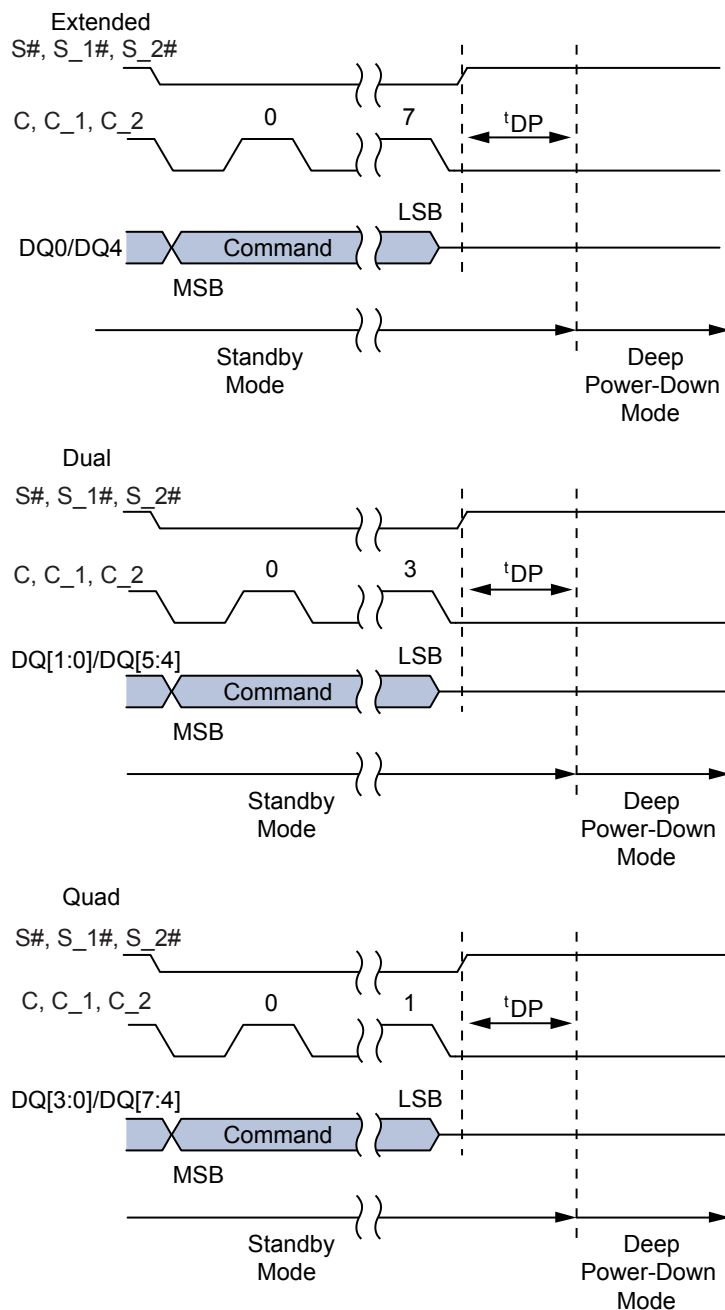 Extended
S#, S_1#, S_2#
C, C_1, C_2
0
7
tDP
LSB
DQ0/DQ4
Command
MSB
Standby
Mode
Deep
Power-Down
Mode
Dual
S#, S_1#, S_2#
C, C_1, C_2
0
3
tDP
DQ[1:0]/DQ[5:4]
LSB
Command
MSB
Standby
Mode
Deep
Power-Down
Mode
Quad
S#, S_1#, S_2#
C, C_1, C_2
0
1
tDP
DQ[3:0]/DQ[7:4]
LSB
Command
MSB
Standby
Mode
Deep
Power-Down
Mode